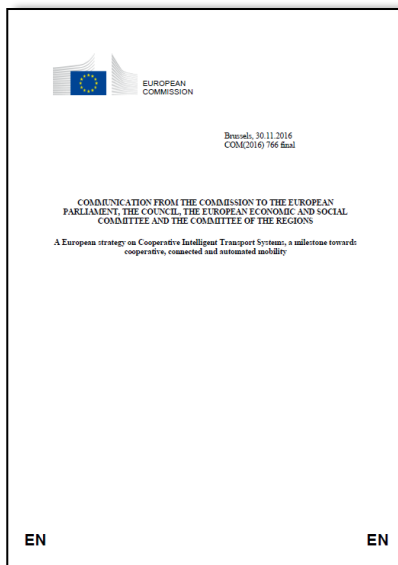 EUROPEAN
COMMISSION
Brussels, 30.11.2016
COM(2016) 766 final
COMMUNICATION FROM THE COMMISSION TO THE EUROPEAN
PARLIAMENT, THE COUNCIL, THE EUROPEAN ECONOMIC AND SOCIAL
COMMITTEE AND THE COMMITTEE OF THE REGIONS
A European strategy on Cooperative Intelligent Transport Systems, a milestone towards
cooperative, connected and automated mobility
EN EN